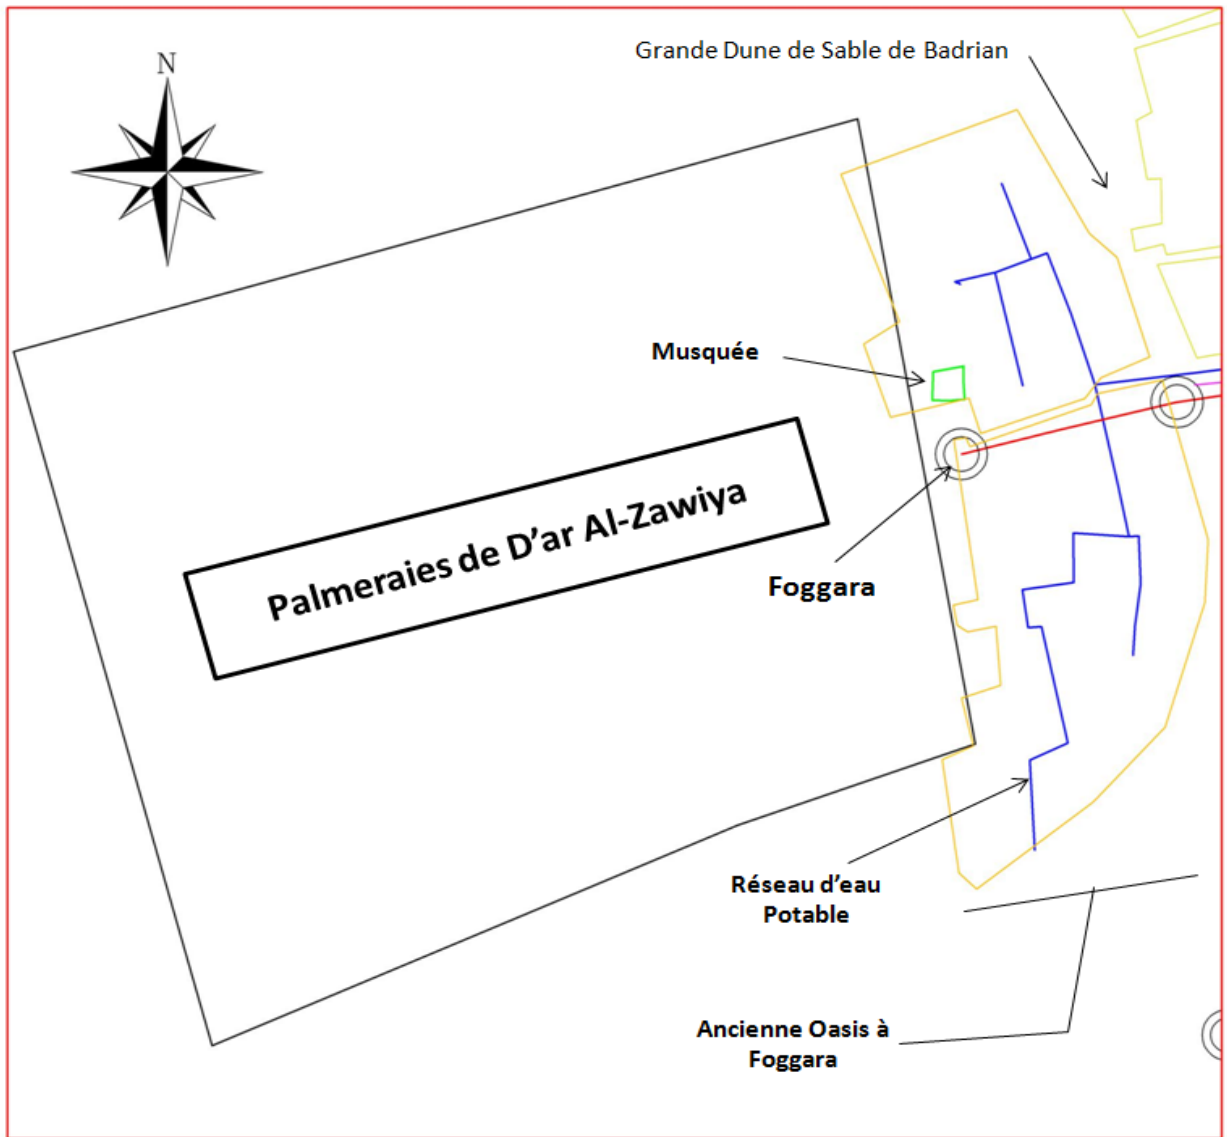 Grande Dune de Sable de Badrian
N
Musquée
Palmeraies de D’ar Al-Zawiya
Foggara
Réseau d’eau
Potable
Ancienne Oasis à
Foggara